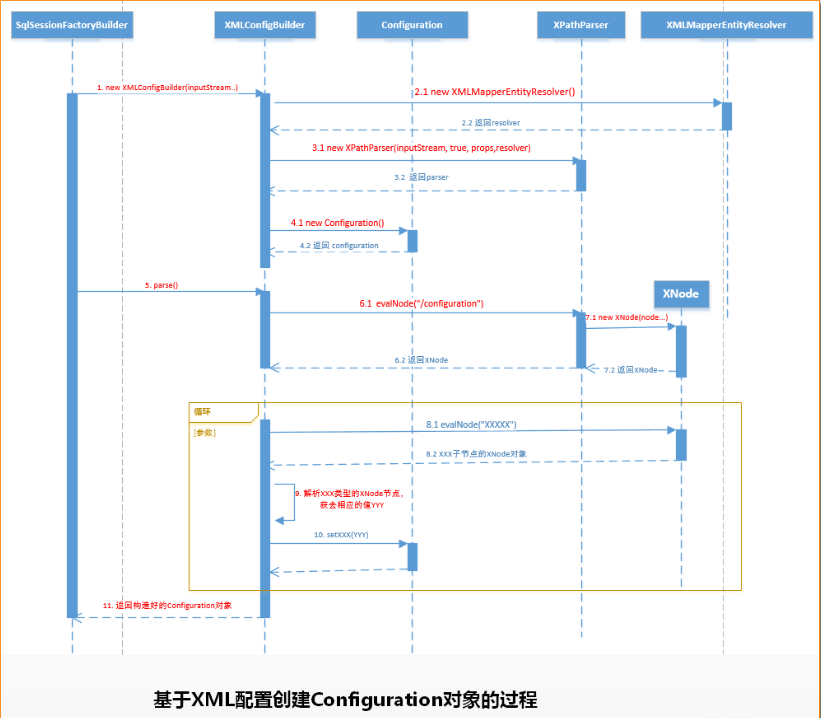 SqlSessionFactoryBuilder
XMLConfigBuilder
Configuration
XPathParser
XMLMapperEntityResolver
1. new XMLConfigBuilder(inputStream..)
2.1 new XMLMapperEntityResolver()
2.2 返回resolver
3.1 new XPathParser(inputStream, true, props,resolver)
3.2 返回parser
4.1 new Configuration()
4.2 返回 configuration
5. parse()
XNode
6.1 evalNode("/configuration")
7.1 new XNode(node...)
6.2 返回XNode
7.2 返回XNode
循环
[参数]
8.1 evalNode("XXXXX")
8.2 XXX子节点的XNode对象
9. 解析XXX类型的XNode节点，
获去相应的值YYY
10. setXXX(YYY)
11. 返回构造好的Configuration对象
基于XML配置创建Configuration对象的过程